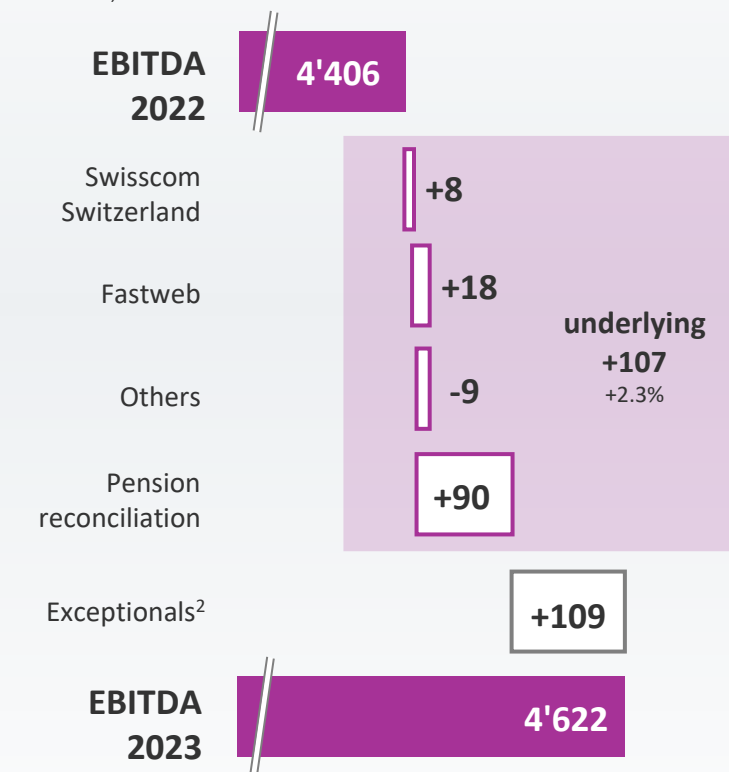 EBITDA
2022
4'406
Swisscom
Switzerland
+8
Fastweb
+18
underlying
+107
+2.3%
Others
-9
Pension
reconciliation
+90
Exceptionals²
+109
EBITDA
2023
4'622